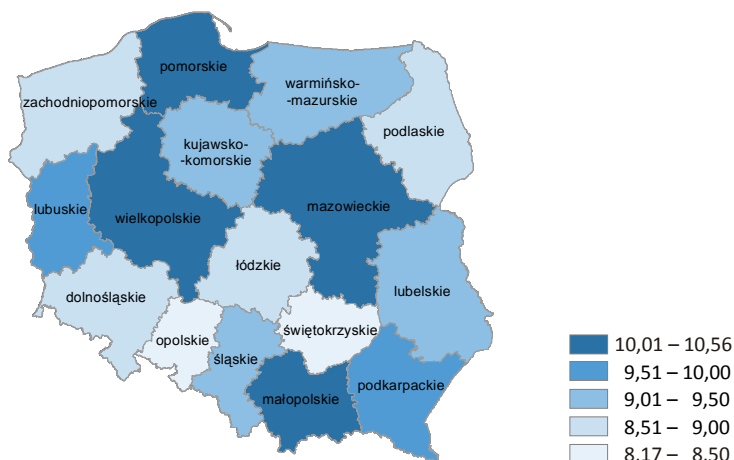 pomorskie
warmińsko-
-mazurskie
zachodniopomorskie
podlaskie
kujawsko-
-komorskie
lubuskie
wielkopolskie
mazowieckie
łódzkie
lubelskie
dolnośląskie
opolskie
świętokrzyskie
śląskie
podkarpackie
małopolskie
10,01 – 10,56
9,51 – 10,00
9,01 – 9,50
8,51 – 9,00
8,17 – 8,50